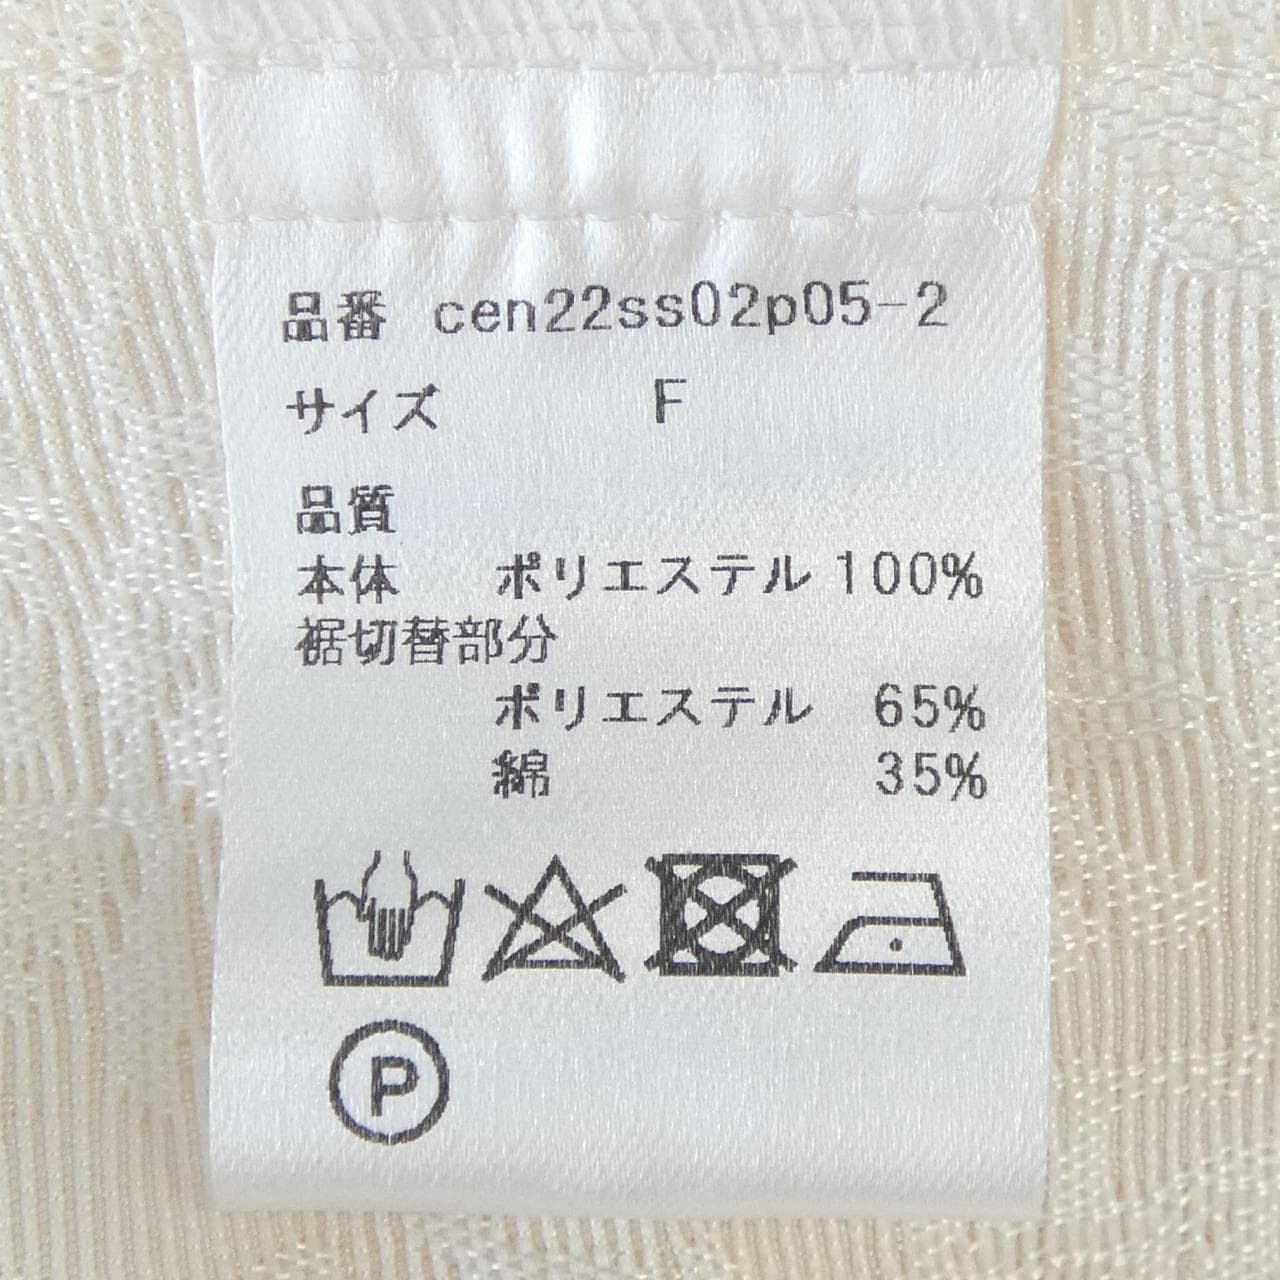 品番 cen22ss02p05-2
サイズ F
品質
本体 ポリエステル 100%
裾切替部分
ポリエステル 65%
綿 35%
P